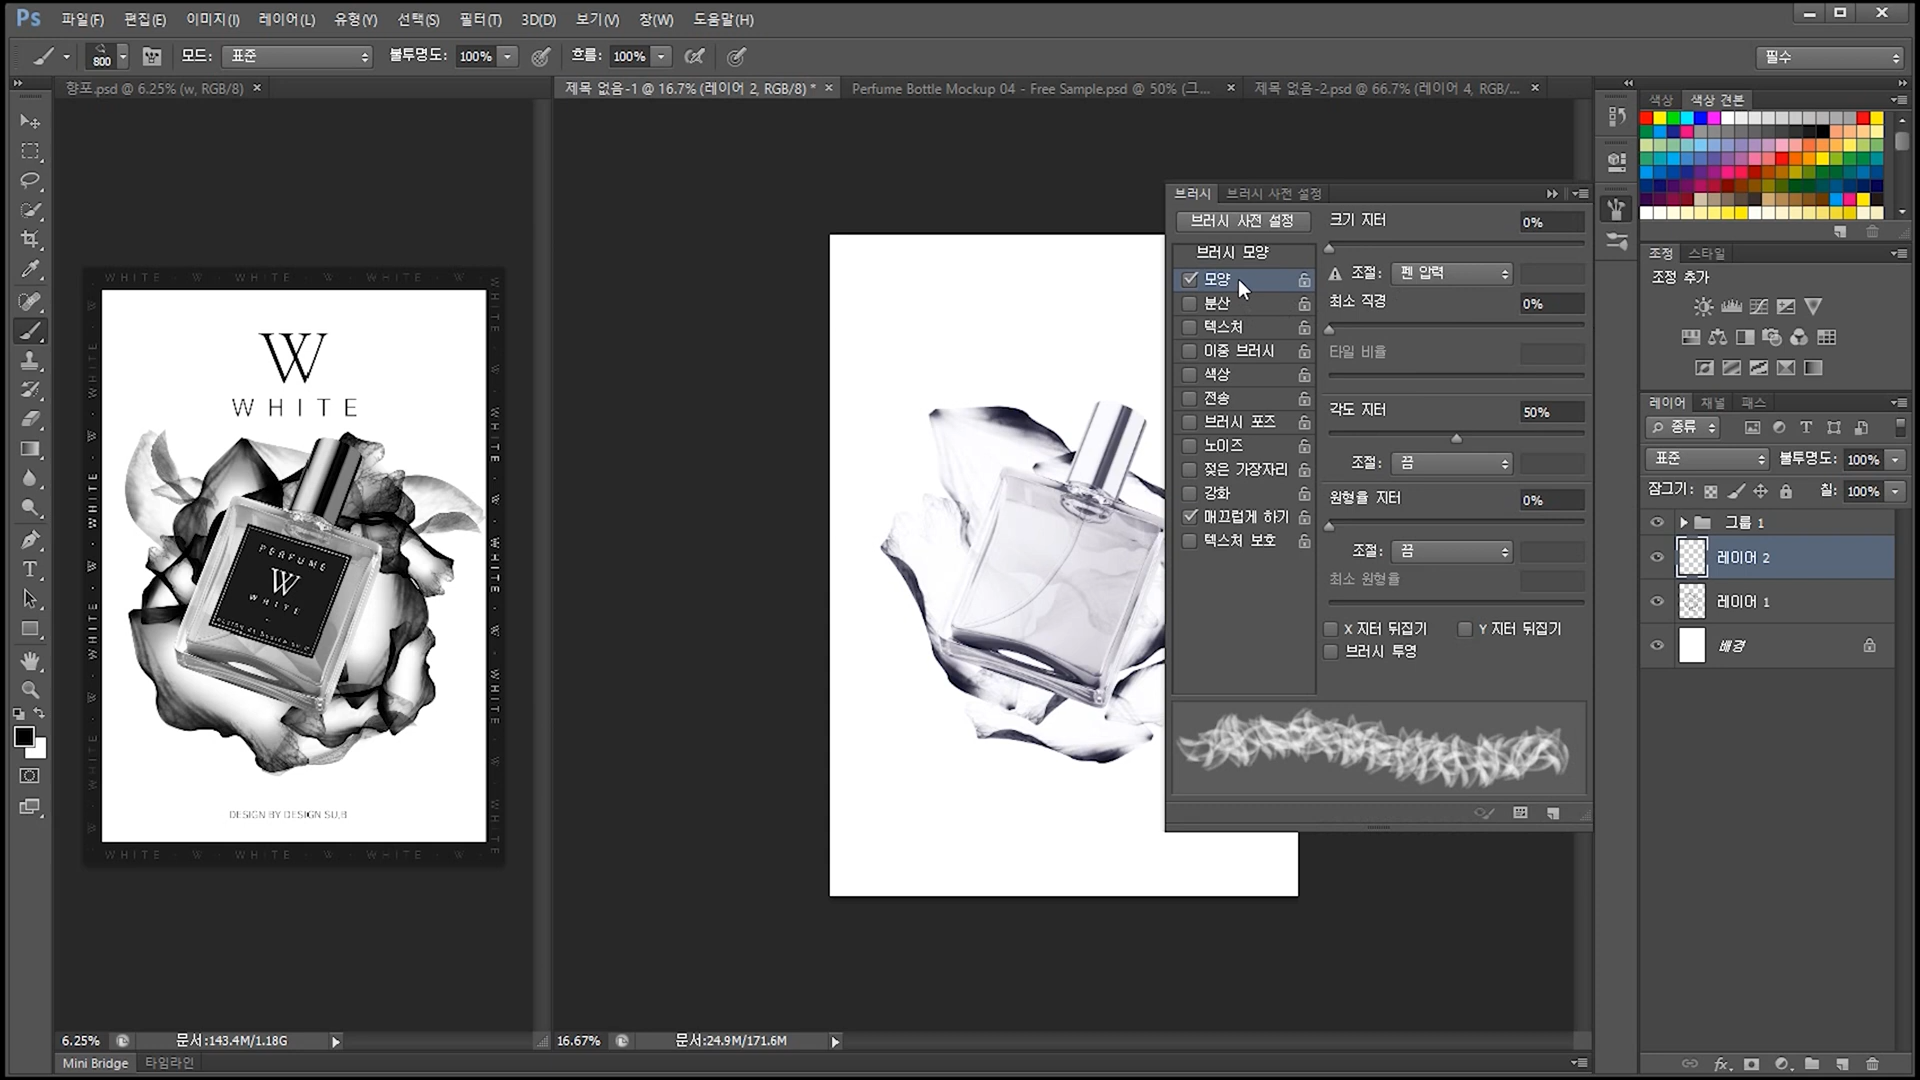 Ps 파일(F) 편집(E) 이미지(I) 레이어(L) 유형(Y) 선택(S) 필터(T) 3D(D) 보기(V) 창(W) 도움말(H)
800 모드: 표준 불투명도: 100% 흐름: 100% 필수
향포.psd @ 6.25% (w, RGB/8) ×
제목 없음-1 @ 16.7% (레이어 2, RGB/8) * ×
Perfume Bottle Mockup 04 - Free Sample.psd @ 50% (그... ×
제목 없음-2.psd @ 66.7% (레이어 4, RGB/... ×
WHITE · W · WHITE · W · WHITE · W
W
WHITE
PERFUME
W
WHITE
DESIGN BY DESIGN SU,B
WHITE · W · WHITE · W · WHITE · W
브러시 브러시 사전 설정
브러시 사전 설정
브러시 모양
모양
분산
텍스처
이중 브러시
색상
전송
브러시 포즈
노이즈
젖은 가장자리
강화
매끄럽게 하기
텍스처 보호
크기 지터 0%
조절: 펜 압력
최소 직경 0%
타일 비율
각도 지터 50%
조절: 끔
원형율 지터 0%
조절: 끔
최소 원형율
X 지터 뒤집기 Y 지터 뒤집기
브러시 투영
색상 색상 견본
조정 스타일
조정 추가
레이어 채널 패스
종류
표준 불투명도: 100%
잠그기: 칠: 100%
그룹 1
레이어 2
레이어 1
배경
6.25% 문서:143.4M/1.18G
16.67% 문서:24.9M/171.6M
Mini Bridge 타임라인
fx